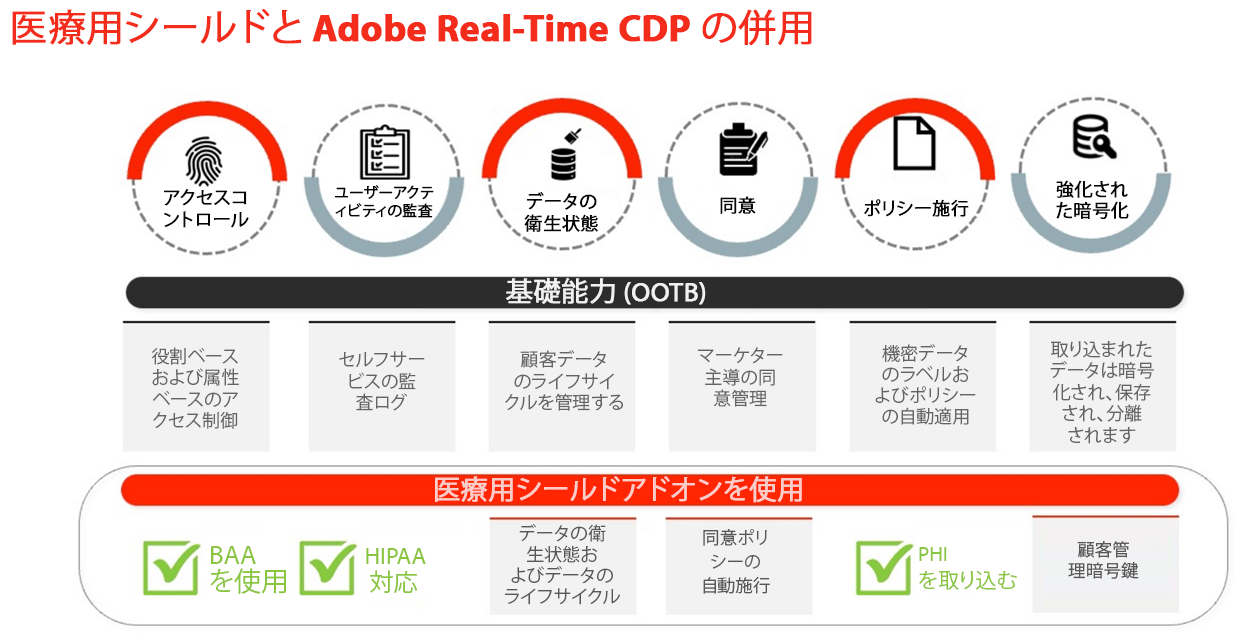 医療用シールドと Adobe Real-Time CDP の併用
アクセスコ
ントロール
ユーザーアクテ
ィビティの監査
データの
衛生状態
同意
ポリシー施行
強化され
た暗号化
基礎能力 (OOTB)
役割ベース
および属性
ベースのア
クセス制御
セルフサー
ビスの監
査ログ
顧客データ
のライフサイ
クルを管理する
マーケター
主導の同
意管理
機密データ
のラベルお
よびポリシー
の自動適用
取り込まれた
データは暗号
化され、保存
され、分離
されます
医療用シールドアドオンを使用
BAA
を使用
HIPAA
対応
データの衛
生状態お
よびデータの
ライフサイクル
同意ポリ
シーの
自動施行
PHI
を取り込む
顧客管
理暗号鍵